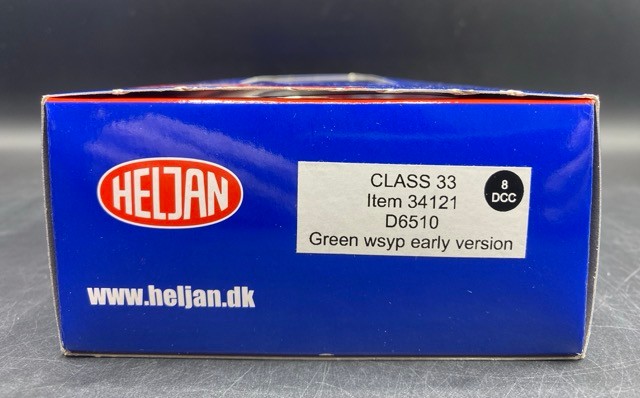 HELJAN
CLASS 33
Item 34121
D6510
Green wsyp early version
8
DCC
www.heljan.dk